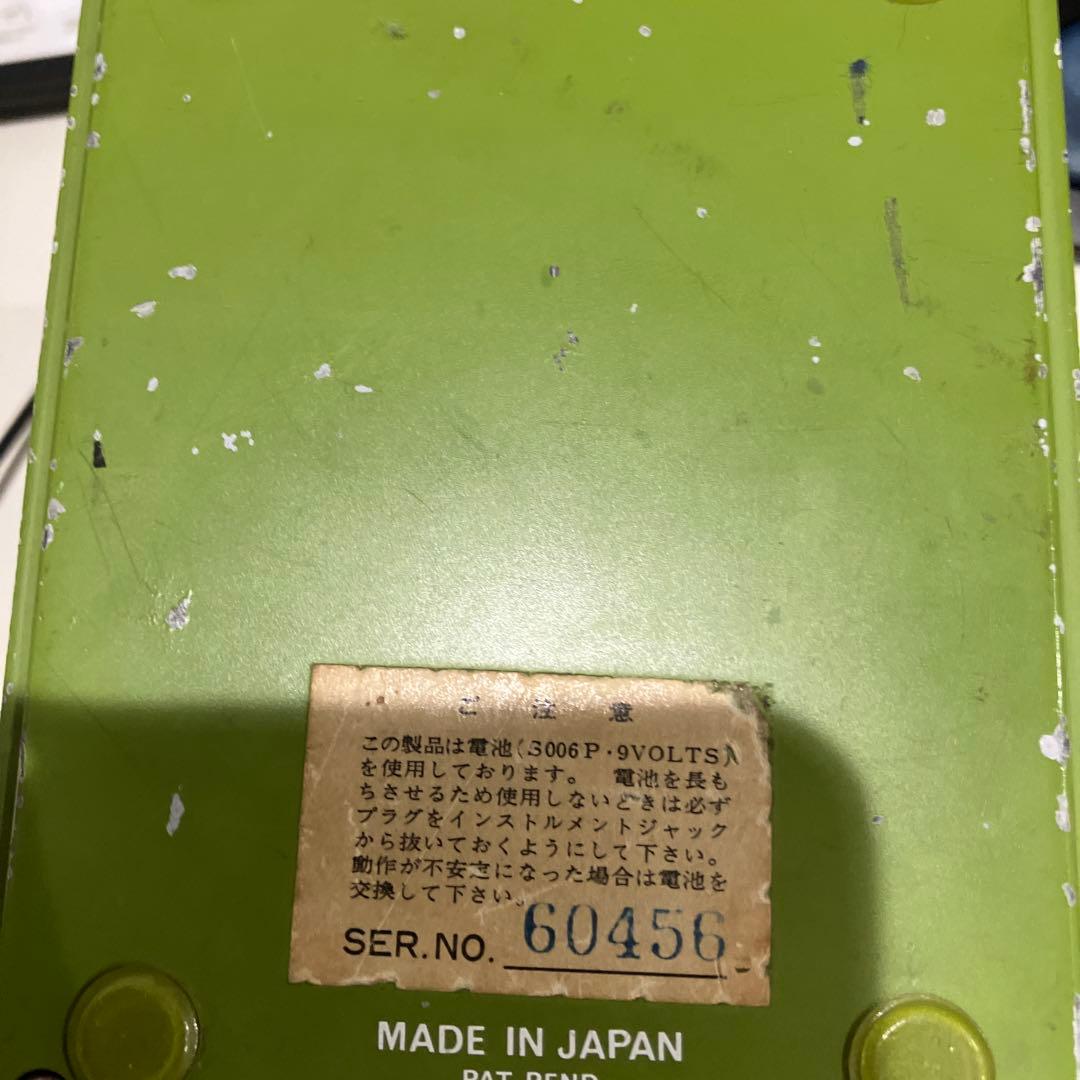 ご注意
この製品は電池(S006P・9VOLTS)
を使用しております。 電池を長も
ちさせるため使用しないときは必ず
プラグをインストルメントジャック
から抜いておくようにして下さい。
動作が不安定になった場合は電池を
交換して下さい。
SER.NO. 60456
MADE IN JAPAN
PAT PEND